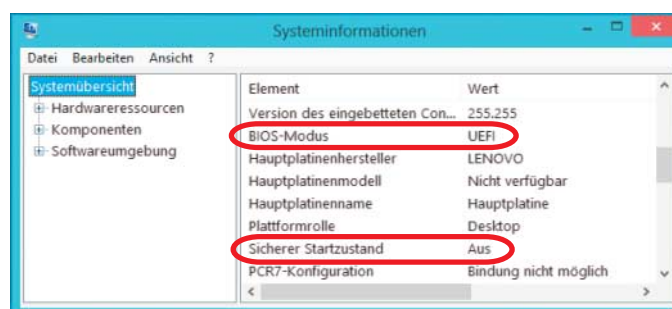 Systeminformationen
Datei Bearbeiten Ansicht ?
Systemübersicht
Hardwareressourcen
Komponenten
Softwareumgebung
Element Wert
Version des eingebetteten Con... 255.255
BIOS-Modus UEFI
Hauptplatinenhersteller LENOVO
Hauptplatinenmodell Nicht verfügbar
Hauptplatinenname Hauptplatine
Plattformrolle Desktop
Sicherer Startzustand Aus
PCR7-Konfiguration Bindung nicht möglich